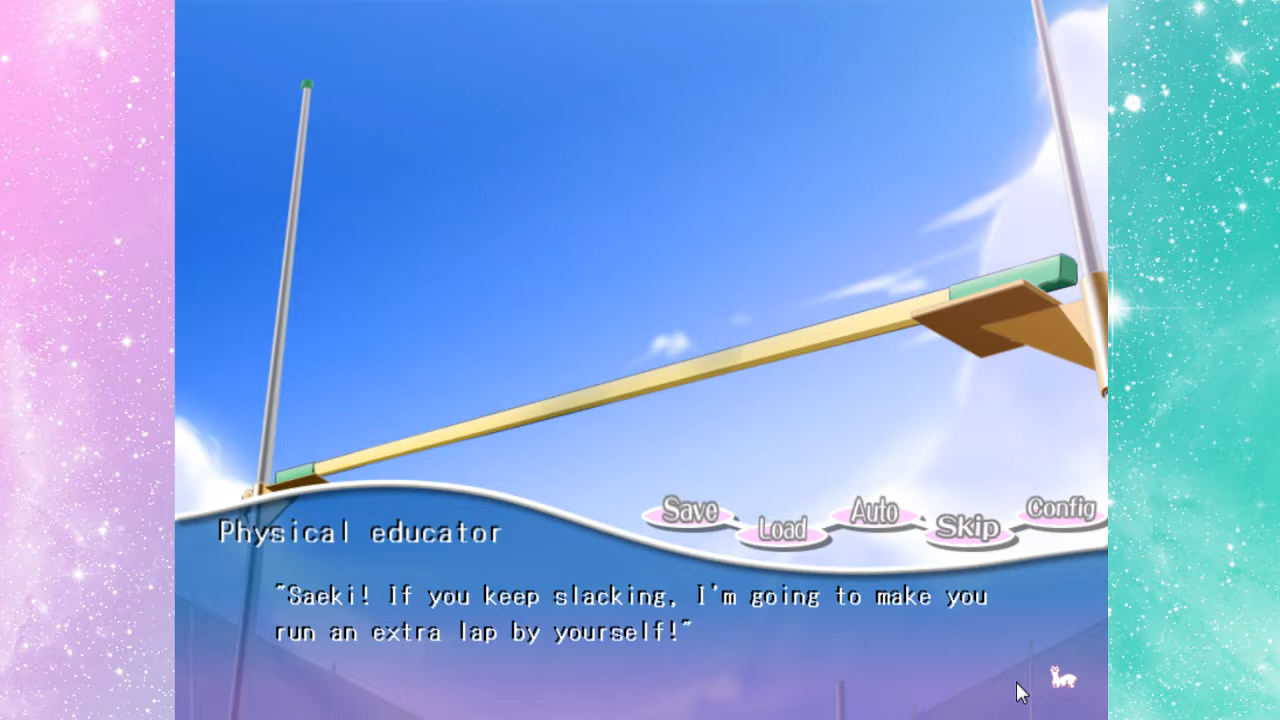 Save
Load
Auto
Skip
Config
Physical educator
"Saeki! If you keep slacking, I'm going to make you
run an extra lap by yourself!"